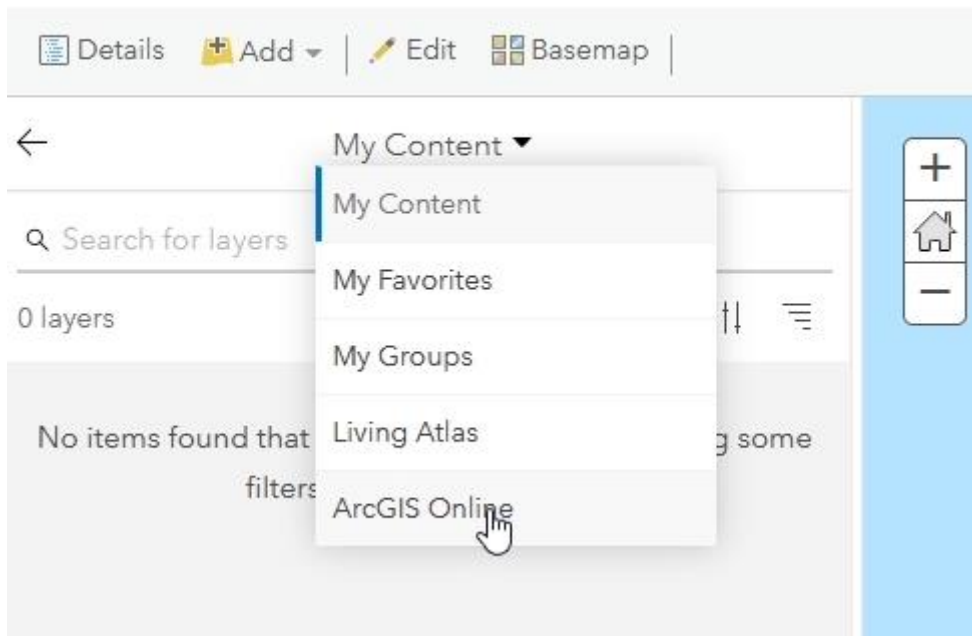 Details Add Edit Basemap
My Content
My Content
Search for layers
My Favorites
0 layers
My Groups
No items found that Living Atlas g some
filters ArcGIS Online